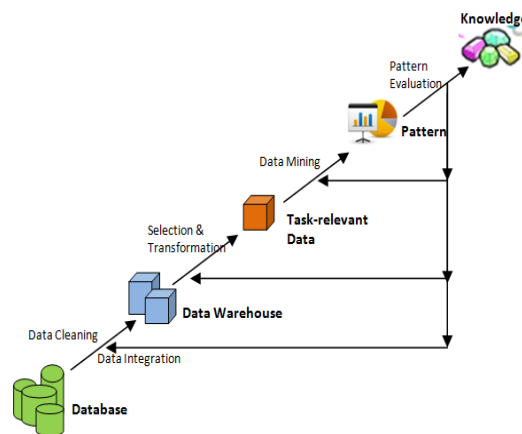 Knowledge
Pattern
Evaluation
Pattern
Data Mining
Task-relevant
Data
Selection &
Transformation
Data Warehouse
Data Cleaning
Data Integration
Database